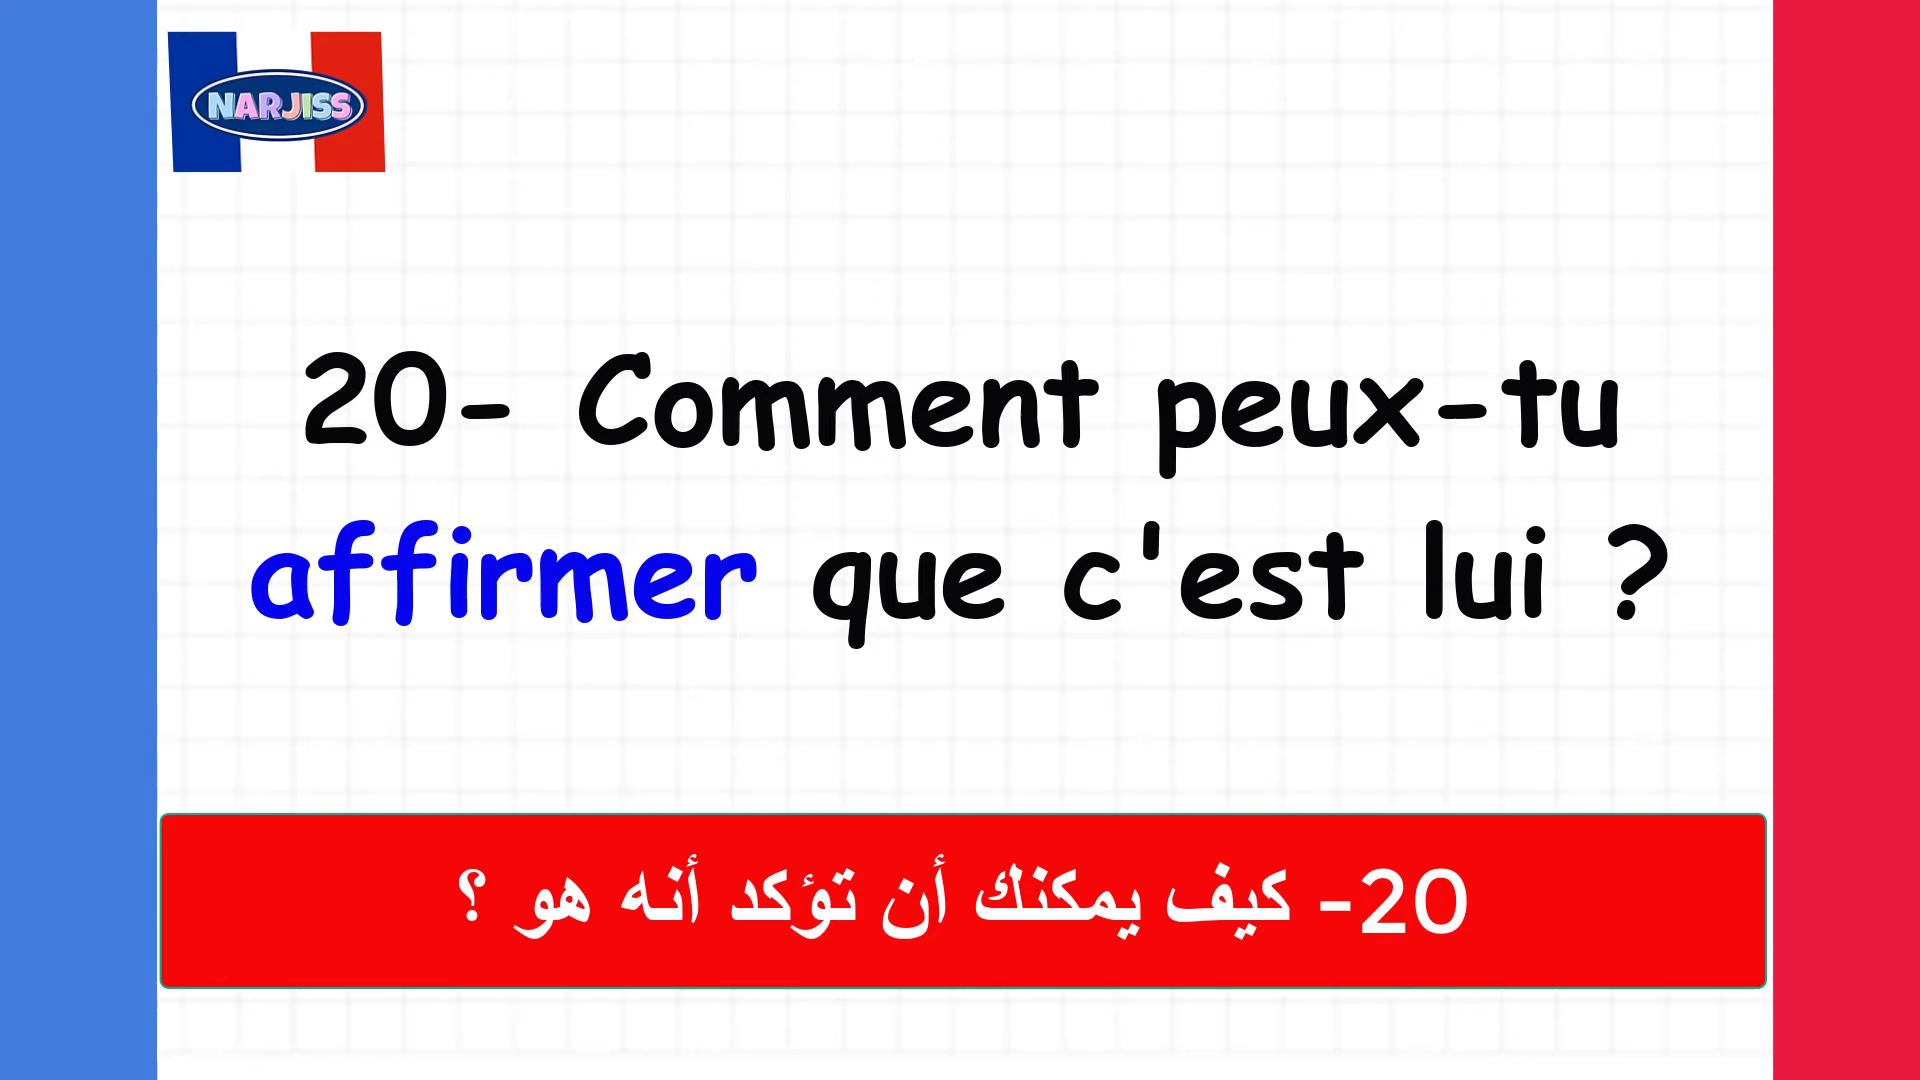 NARJISS
20- Comment peux-tu
affirmer que c'est lui ?
20- كيف يمكنك أن تؤكد أنه هو ؟